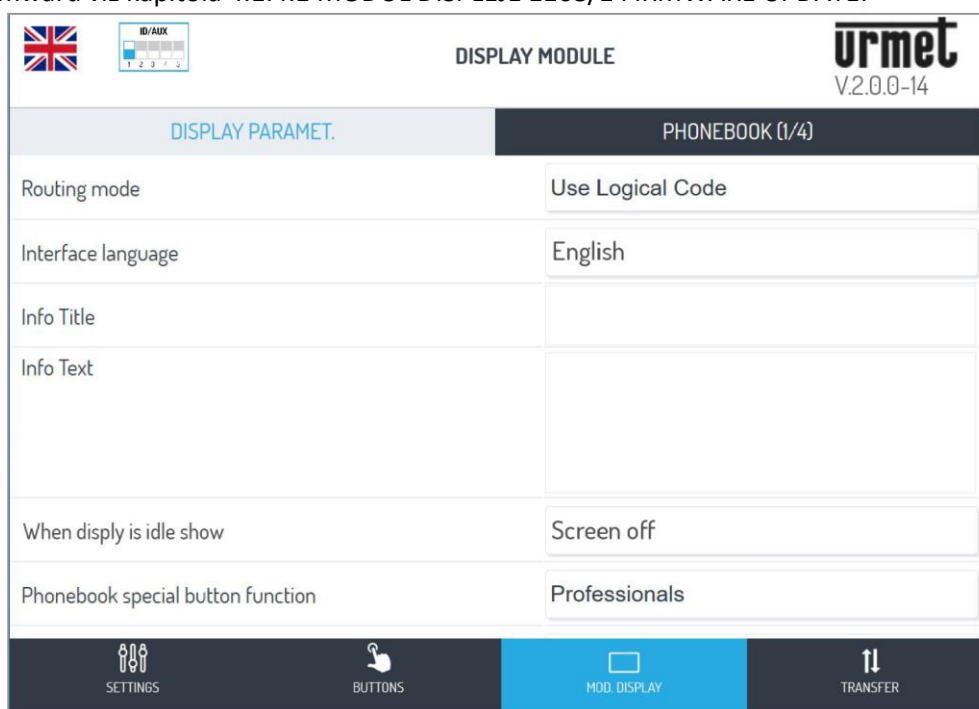 ID/AUX
1 2 3 4 5
DISPLAY MODULE
urmet
V.2.0.0-14
DISPLAY PARAMET.
PHONEBOOK (1/4)
Routing mode
Use Logical Code
Interface language
English
Info Title
Info Text
When disply is idle show
Screen off
Phonebook special button function
Professionals
SETTINGS
BUTTONS
MOD. DISPLAY
TRANSFER